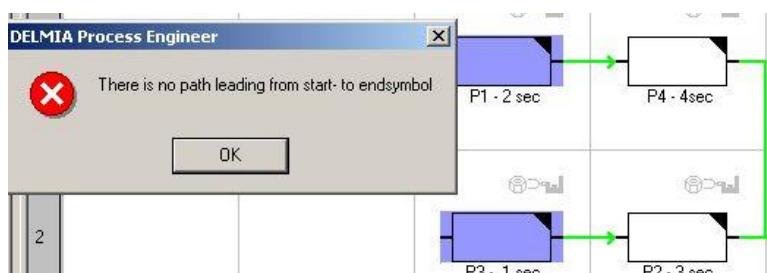 DELMIA Process Engineer
There is no path leading from start- to endsymbol
OK
P1 - 2 sec
P4 - 4sec
2
P3 - 1 sec
P2 - 3 sec